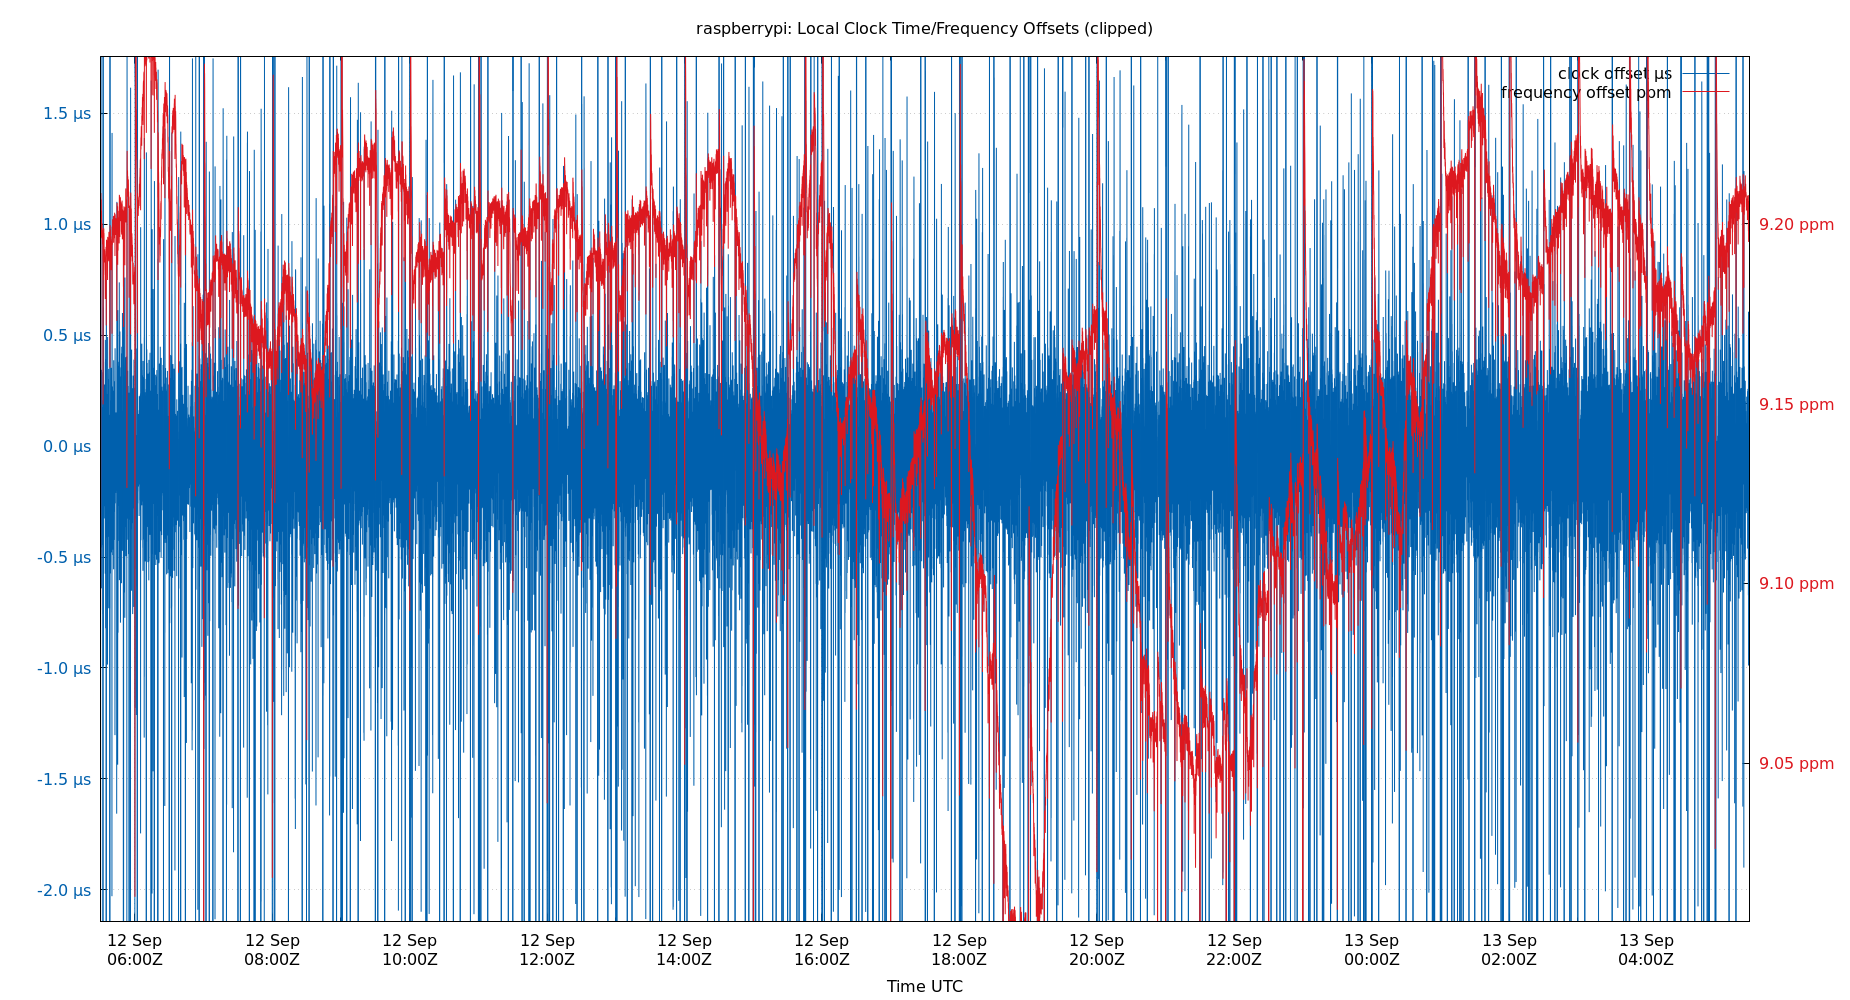 raspberrypi: Local Clock Time/Frequency Offsets (clipped)
clock offset µs
frequency offset ppm
1.5 µs
1.0 µs
0.5 µs
0.0 µs
-0.5 µs
-1.0 µs
-1.5 µs
-2.0 µs
9.20 ppm
9.15 ppm
9.10 ppm
9.05 ppm
12 Sep 12 Sep 12 Sep 12 Sep 12 Sep 12 Sep 12 Sep 12 Sep 12 Sep 13 Sep 13 Sep 13 Sep
06:00Z 08:00Z 10:00Z 12:00Z 14:00Z 16:00Z 18:00Z 20:00Z 22:00Z 00:00Z 02:00Z 04:00Z
Time UTC